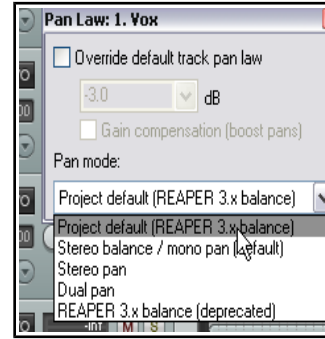 Pan Law: 1. Vox
Override default track pan law
-3.0 dB
Gain compensation (boost pans)
Pan mode:
Project default (REAPER 3.x balance)
Project default (REAPER 3.x balance)
Stereo balance / mono pan (default)
Stereo pan
Dual pan
REAPER 3.x balance (deprecated)
M S